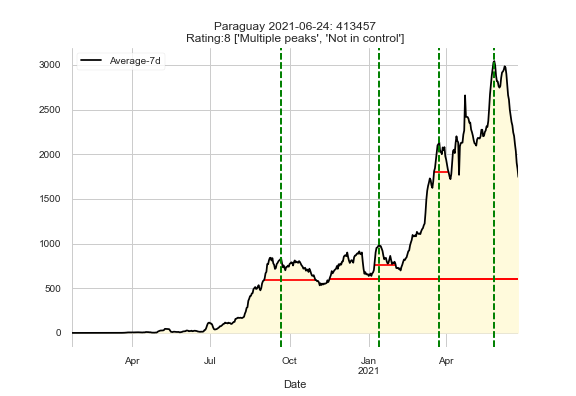 Paraguay 2021-06-24: 413457
Rating:8 ['Multiple peaks', 'Not in control']
Average-7d
3000
2500
2000
1500
1000
500
0
Apr
Jul
Oct
Jan
2021
Apr
Date